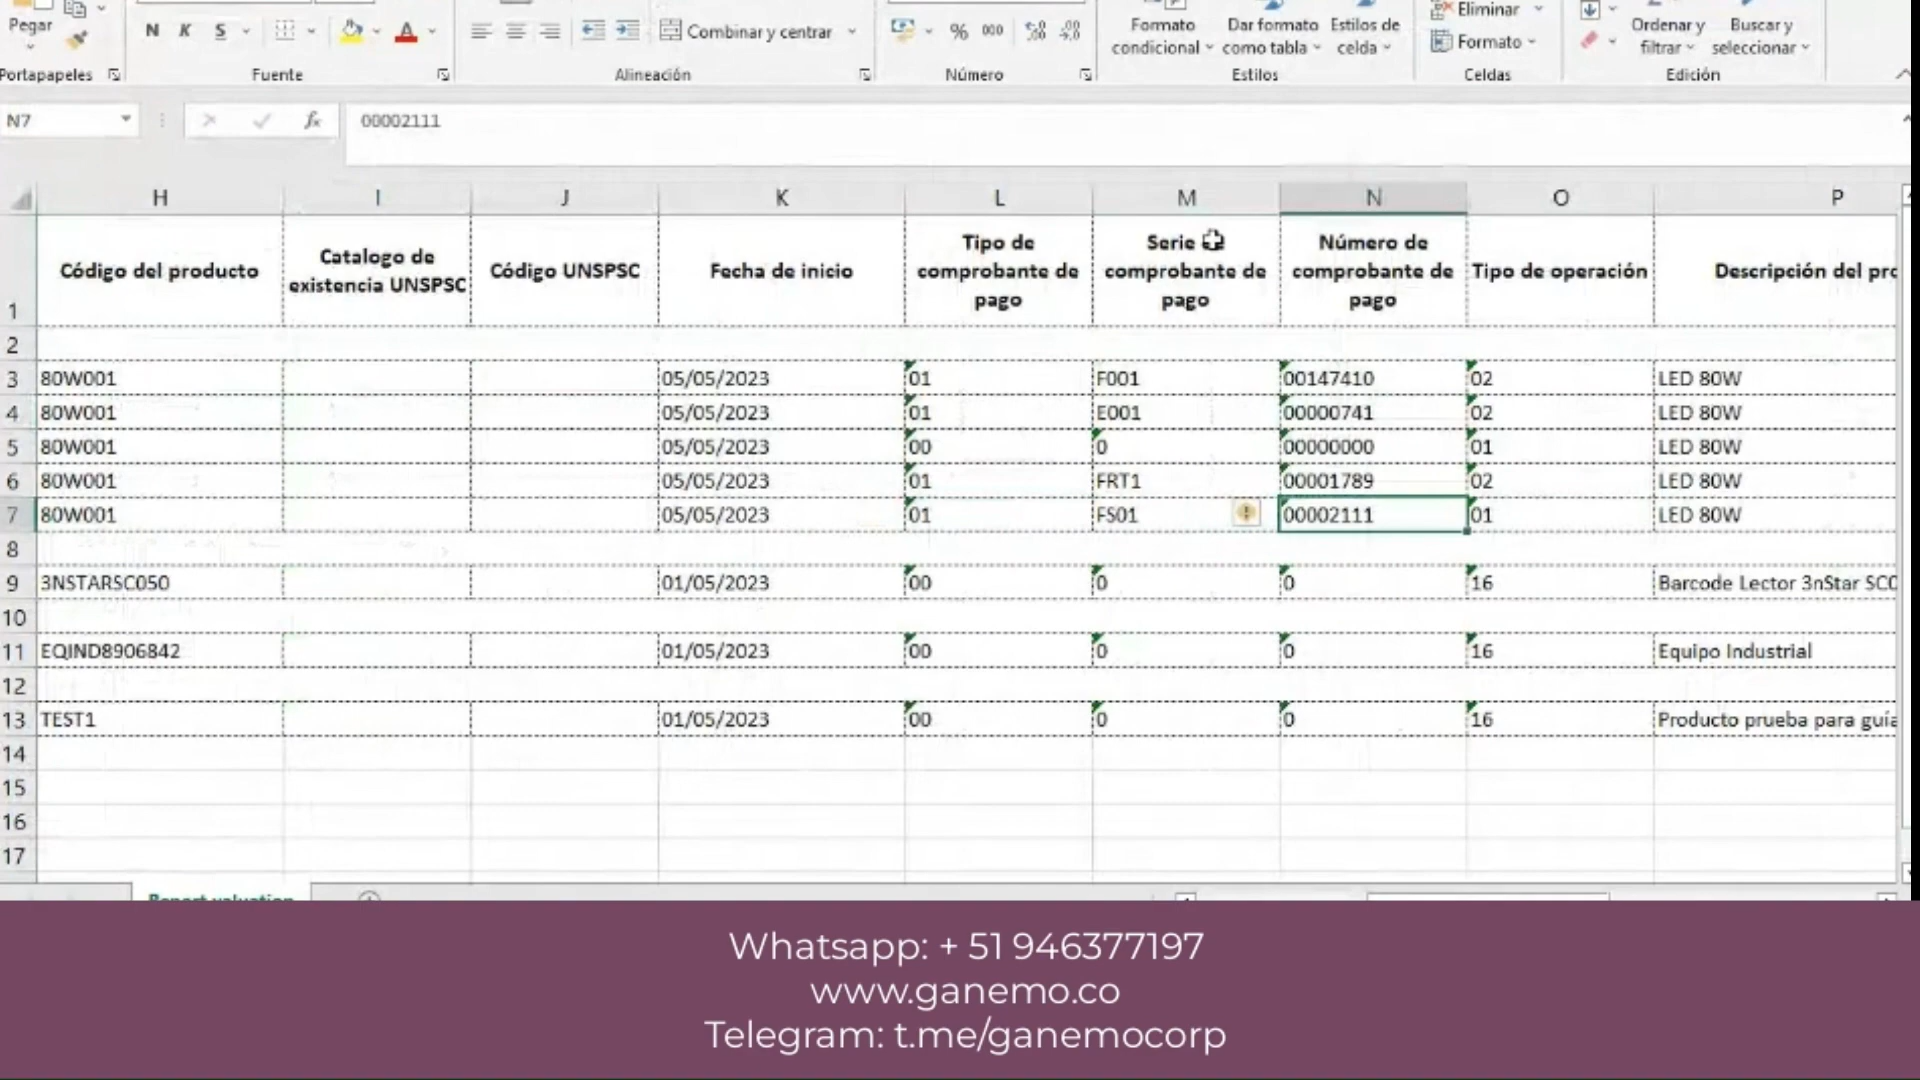 Pegar
N K S
Combinar y centrar
% 000
Formato condicional
Dar formato como tabla
Estilos de celda
Eliminar
Formato
Ordenar y filtrar
Buscar y seleccionar
Portapapeles Fuente Alineación Número Estilos Celdas Edición
N7 fx 00002111
H I J K L M N O P
1 Código del producto Catalogo de existencia UNSPSC Código UNSPSC Fecha de inicio Tipo de comprobante de pago Serie comprobante de pago Número de comprobante de pago Tipo de operación Descripción del pro
2
3 80W001 05/05/2023 01 F001 00147410 02 LED 80W
4 80W001 05/05/2023 01 E001 00000741 02 LED 80W
5 80W001 05/05/2023 00 0 00000000 01 LED 80W
6 80W001 05/05/2023 01 FRT1 00001789 02 LED 80W
7 80W001 05/05/2023 01 FS01 00002111 01 LED 80W
8
9 3NSTARSC050 01/05/2023 00 0 0 16 Barcode Lector 3nStar SC0
10
11 EQIND8906842 01/05/2023 00 0 0 16 Equipo Industrial
12
13 TEST1 01/05/2023 00 0 0 16 Producto prueba para guía
14
15
16
17
Report valuation
Whatsapp: + 51 946377197
www.ganemo.co
Telegram: t.me/ganemocorp